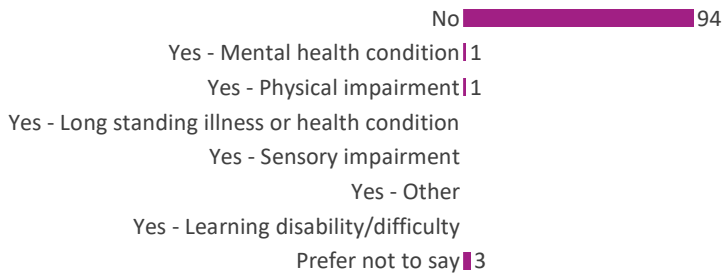 No 94
Yes - Mental health condition 1
Yes - Physical impairment 1
Yes - Long standing illness or health condition
Yes - Sensory impairment
Yes - Other
Yes - Learning disability/difficulty
Prefer not to say 3